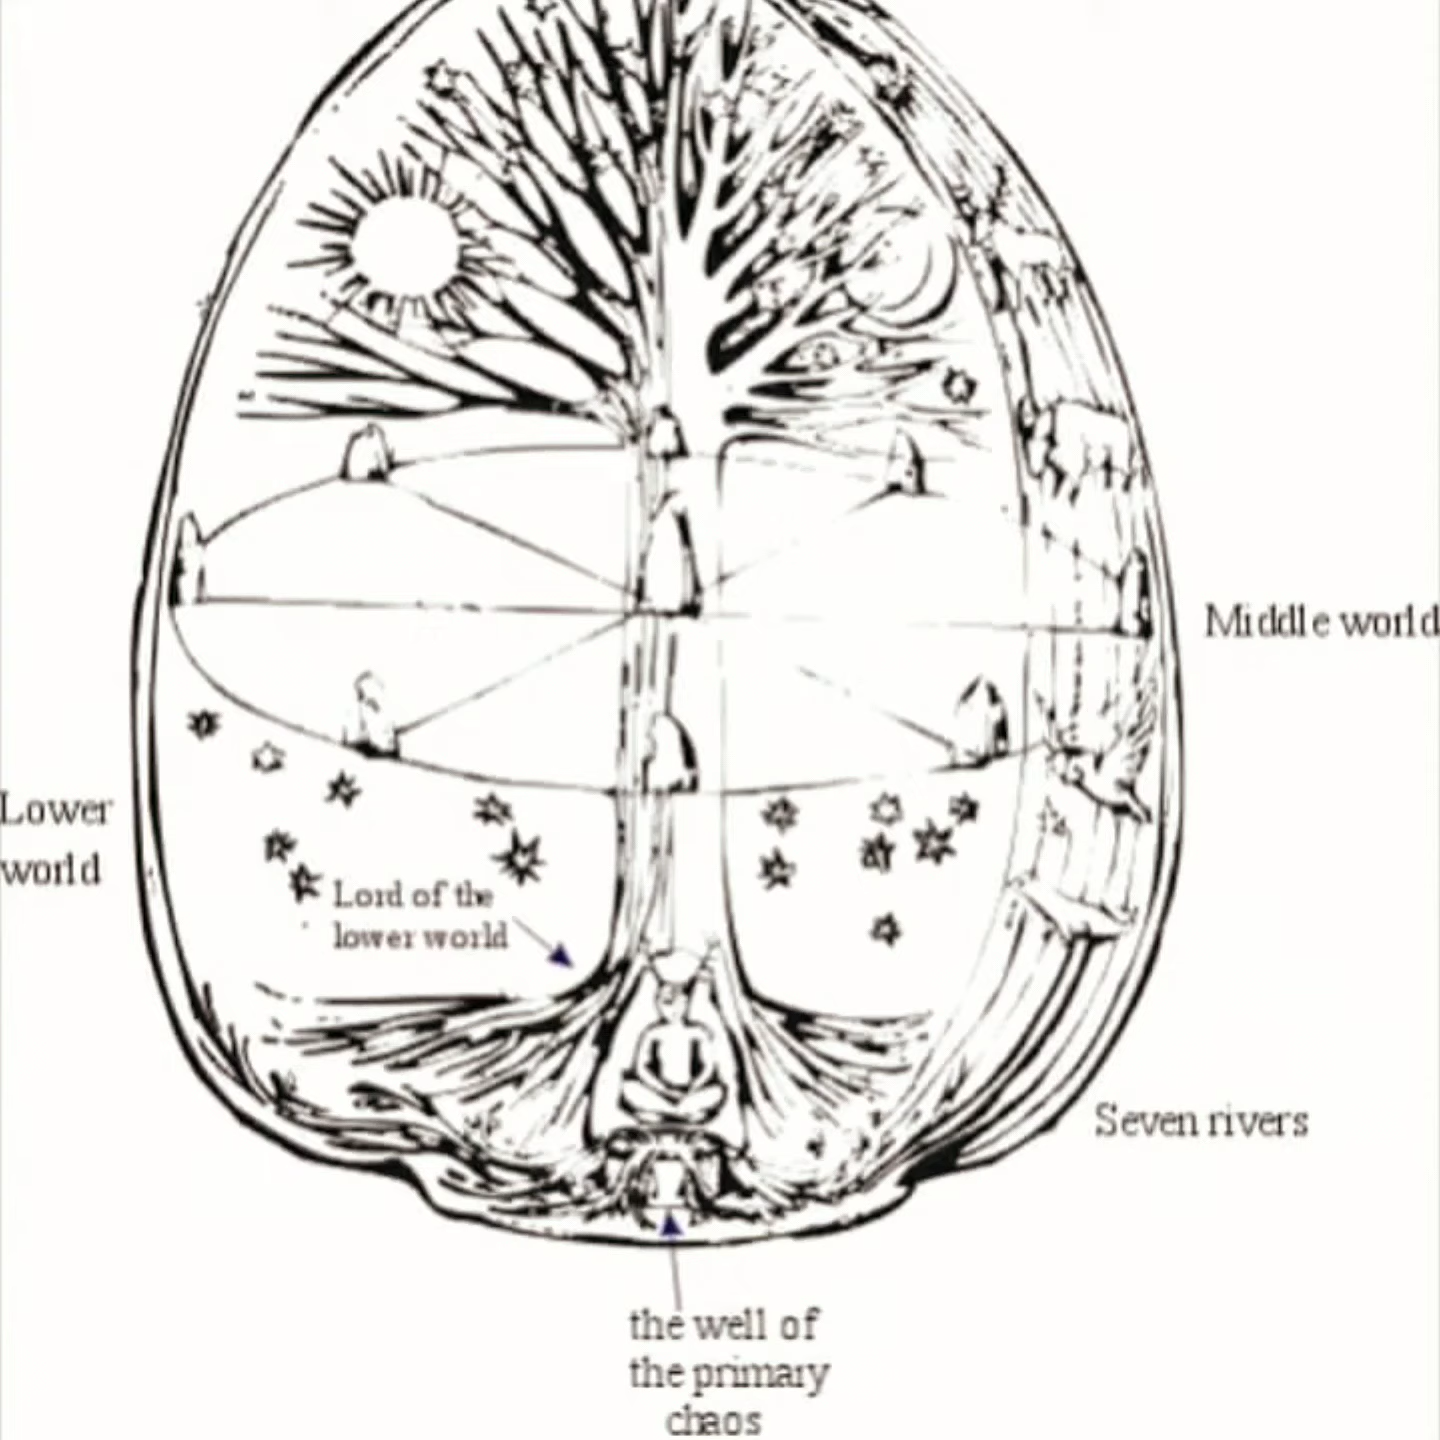 Middle world
Lower
world
Lord of the
lower world
Seven rivers
the well of
the primary
chaos